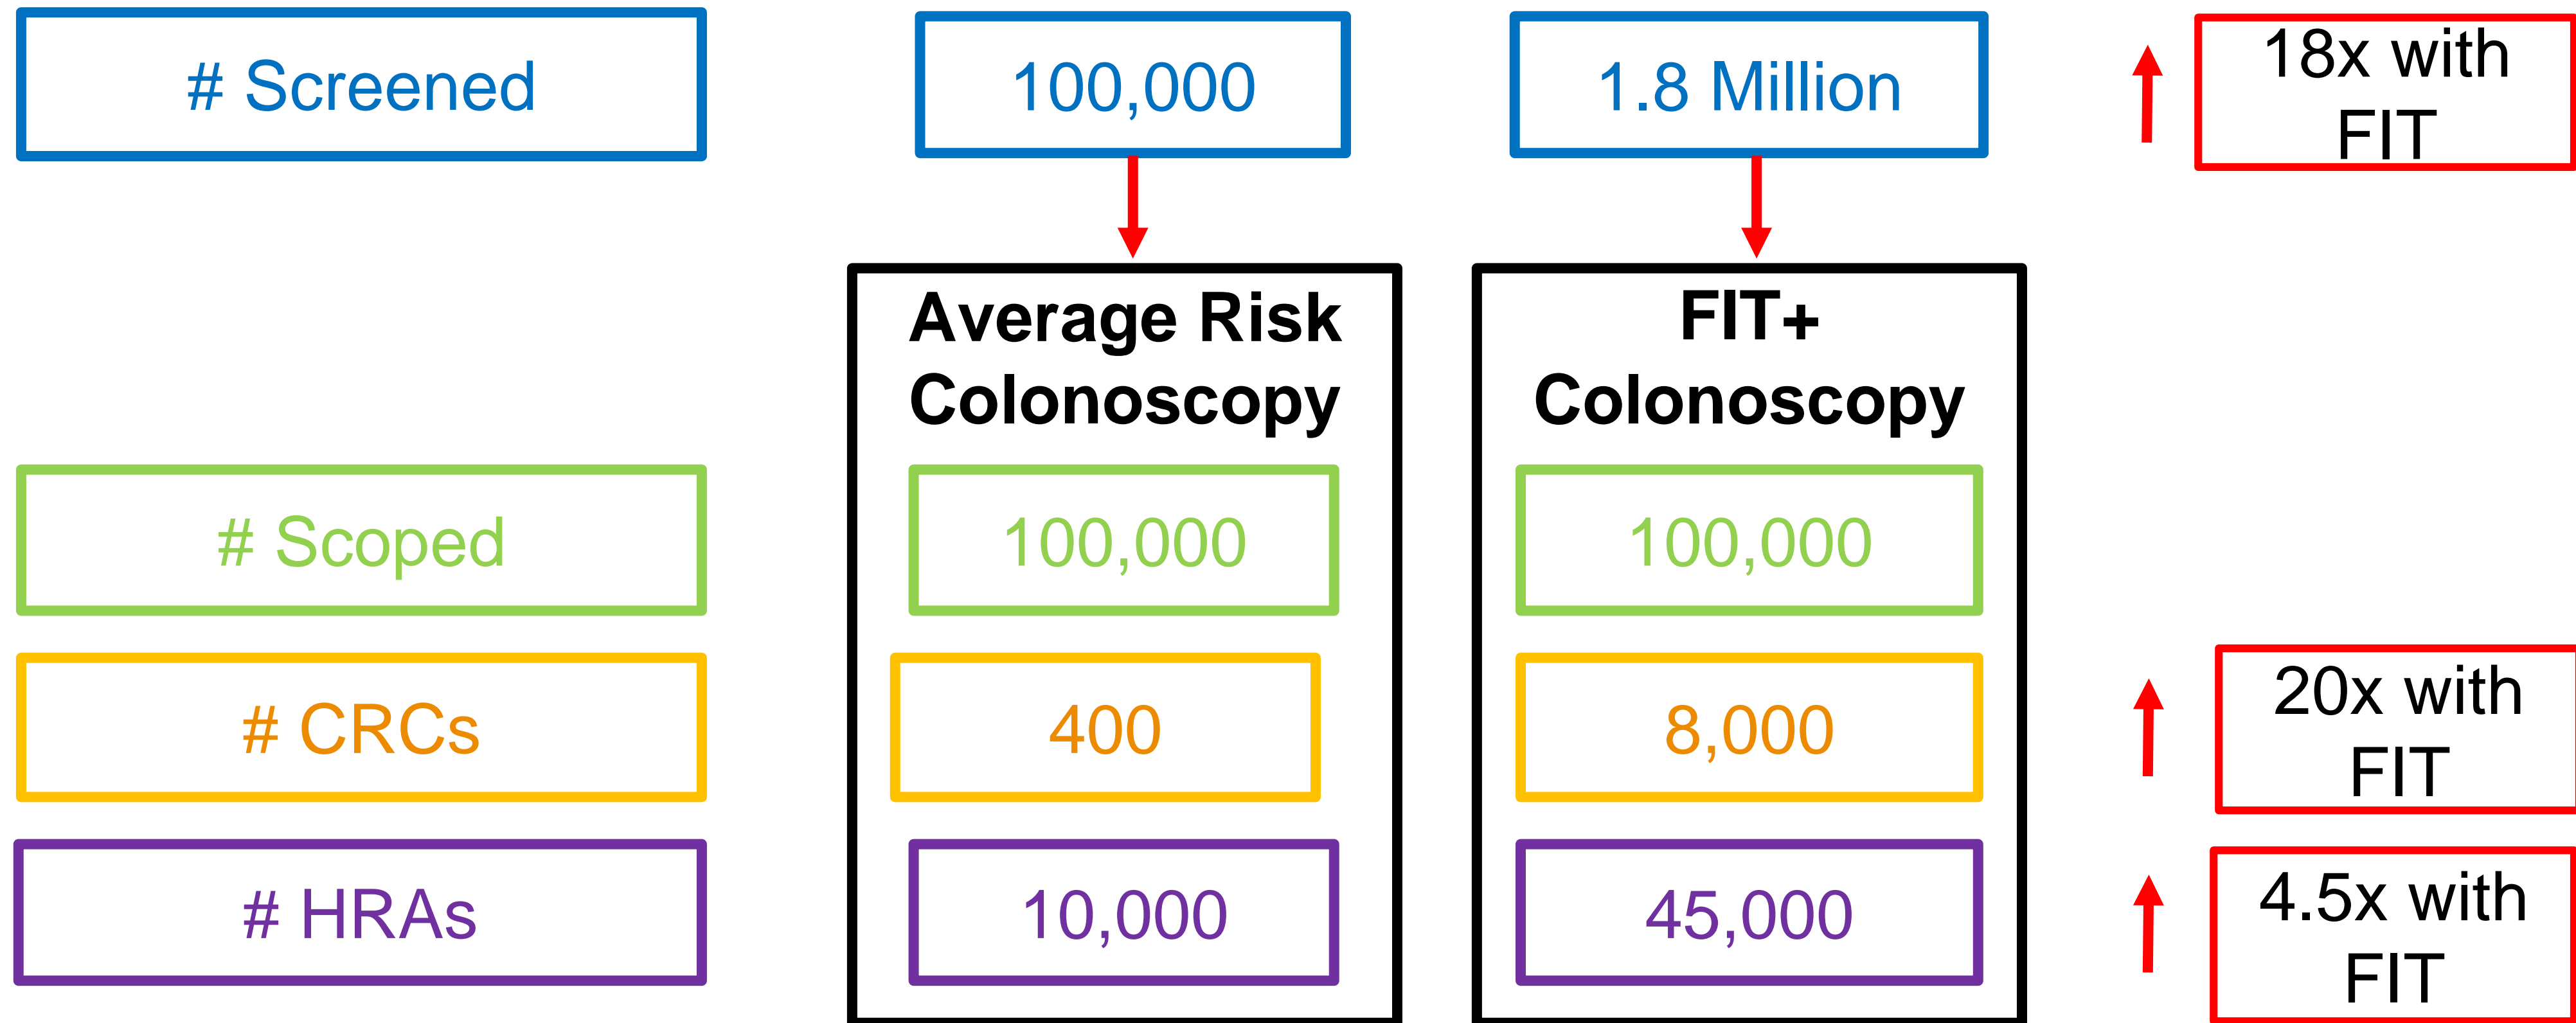 # Screened
100,000
1.8 Million
18x with
FIT
Average Risk
Colonoscopy
FIT+
Colonoscopy
# Scoped
100,000
100,000
# CRCs
400
8,000
20x with
FIT
# HRAs
10,000
45,000
4.5x with
FIT